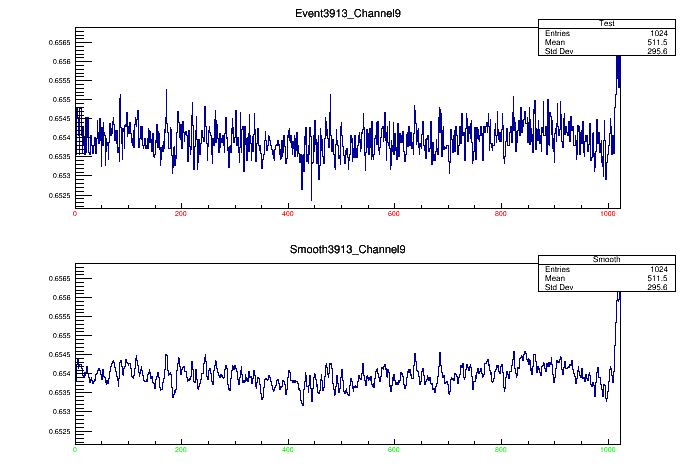 Event3913_Channel9
Test
Entries 1024
Mean 511.5
Std Dev 295.6
0.6565
0.656
0.6555
0.655
0.6545
0.654
0.6535
0.653
0.6525
0 200 400 600 800 1000
Smooth3913_Channel9
Smooth
Entries 1024
Mean 511.5
Std Dev 295.6
0.6565
0.656
0.6555
0.655
0.6545
0.654
0.6535
0.653
0.6525
0 200 400 600 800 1000